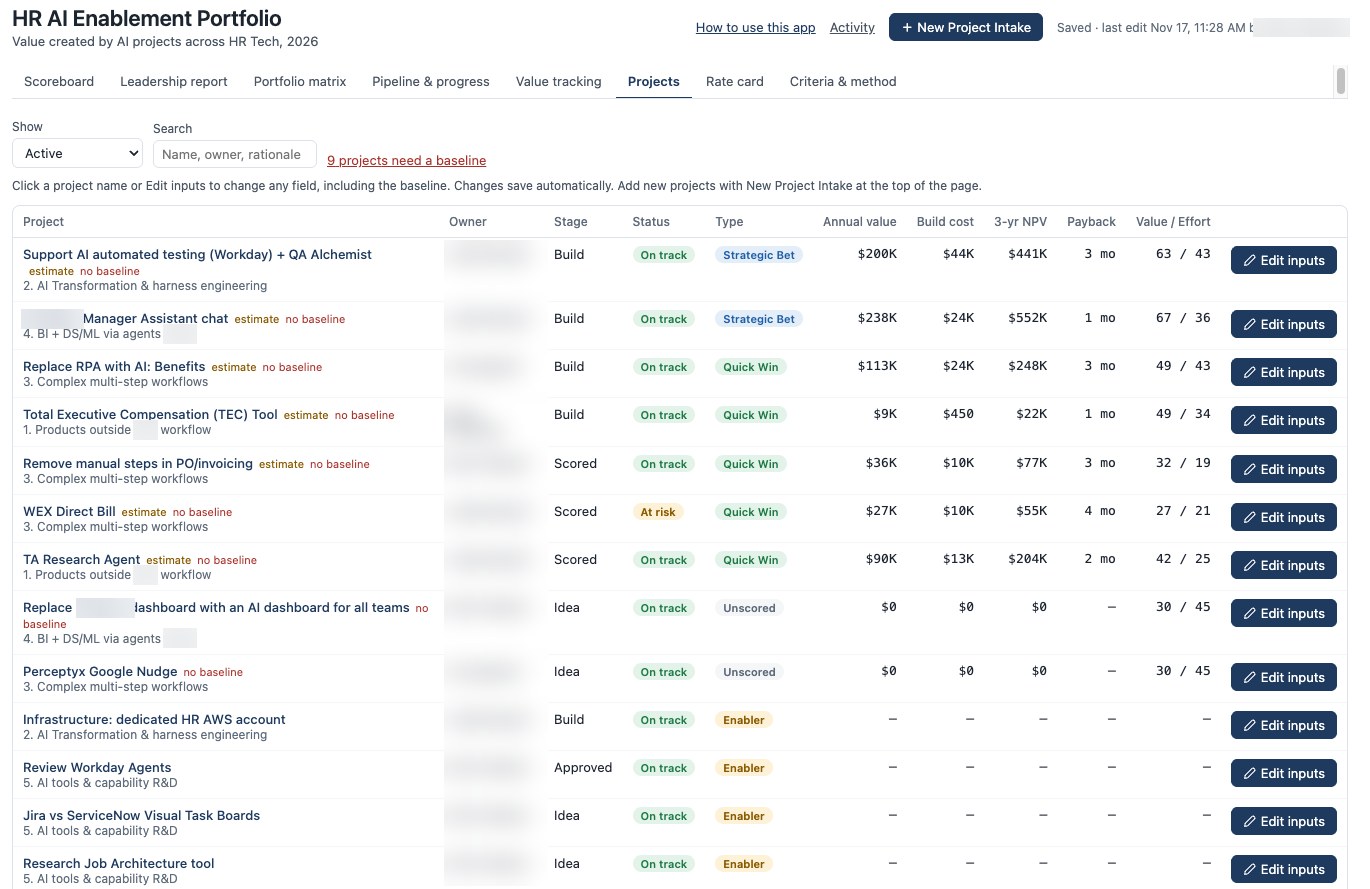 HR AI Enablement Portfolio
Value created by AI projects across HR Tech, 2026
How to use this app Activity + New Project Intake Saved · last edit Nov 17, 11:28 AM
Scoreboard Leadership report Portfolio matrix Pipeline & progress Value tracking Projects Rate card Criteria & method
Show Search
Active Name, owner, rationale 9 projects need a baseline
Click a project name or Edit inputs to change any field, including the baseline. Changes save automatically. Add new projects with New Project Intake at the top of the page.
Project Owner Stage Status Type Annual value Build cost 3-yr NPV Payback Value / Effort
Support AI automated testing (Workday) + QA Alchemist Build On track Strategic Bet $200K $44K $441K 3 mo 63 / 43 Edit inputs
estimate no baseline
2. AI Transformation & harness engineering
Manager Assistant chat estimate no baseline Build On track Strategic Bet $238K $24K $552K 1 mo 67 / 36 Edit inputs
4. BI + DS/ML via agents
Replace RPA with AI: Benefits estimate no baseline Build On track Quick Win $113K $24K $248K 3 mo 49 / 43 Edit inputs
3. Complex multi-step workflows
Total Executive Compensation (TEC) Tool estimate no baseline Build On track Quick Win $9K $450 $22K 1 mo 49 / 34 Edit inputs
1. Products outside workflow
Remove manual steps in PO/invoicing estimate no baseline Scored On track Quick Win $36K $10K $77K 3 mo 32 / 19 Edit inputs
3. Complex multi-step workflows
WEX Direct Bill estimate no baseline Scored At risk Quick Win $27K $10K $55K 4 mo 27 / 21 Edit inputs
3. Complex multi-step workflows
TA Research Agent estimate no baseline Scored On track Quick Win $90K $13K $204K 2 mo 42 / 25 Edit inputs
1. Products outside workflow
Replace dashboard with an AI dashboard for all teams no Idea On track Unscored $0 $0 $0 — 30 / 45 Edit inputs
baseline
4. BI + DS/ML via agents
Perceptyx Google Nudge no baseline Idea On track Unscored $0 $0 $0 — 30 / 45 Edit inputs
3. Complex multi-step workflows
Infrastructure: dedicated HR AWS account Build On track Enabler — — — — — Edit inputs
2. AI Transformation & harness engineering
Review Workday Agents Approved On track Enabler — — — — — Edit inputs
5. AI tools & capability R&D
Jira vs ServiceNow Visual Task Boards Idea On track Enabler — — — — — Edit inputs
5. AI tools & capability R&D
Research Job Architecture tool Idea On track Enabler — — — — — Edit inputs
5. AI tools & capability R&D